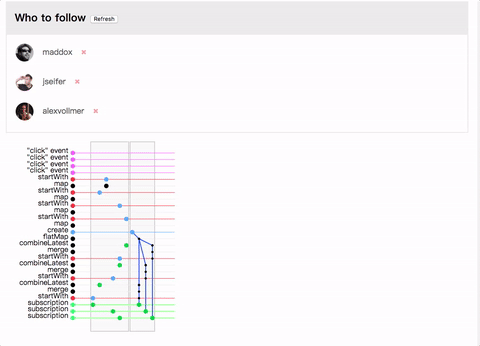 Who to follow Refresh
maddox ×
jseifer ×
alexvollmer ×
"click" event
"click" event
"click" event
"click" event
startWith
map
startWith
map
startWith
map
startWith
map
create
flatMap
combineLatest
merge
startWith
combineLatest
merge
startWith
combineLatest
merge
startWith
subscription
subscription
subscription